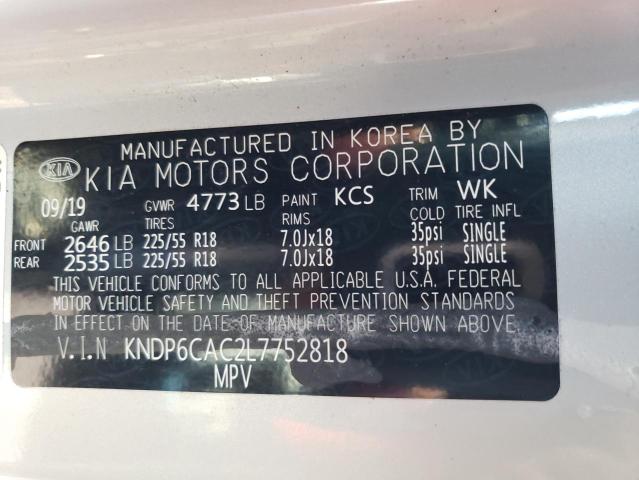 MANUFACTURED IN KOREA BY
KIA KIA MOTORS CORPORATION
09/19 GVWR 4773 LB PAINT KCS TRIM WK
GAWR TIRES RIMS COLD TIRE INFL
FRONT 2646 LB 225/55 R18 7.0Jx18 35psi SINGLE
REAR 2535 LB 225/55 R18 7.0Jx18 35psi SINGLE
THIS VEHICLE CONFORMS TO ALL APPLICABLE U.S.A. FEDERAL
MOTOR VEHICLE SAFETY AND THEFT PREVENTION STANDARDS
IN EFFECT ON THE DATE OF MANUFACTURE SHOWN ABOVE.
V.I.N KNDP6CAC2L7752818
MPV